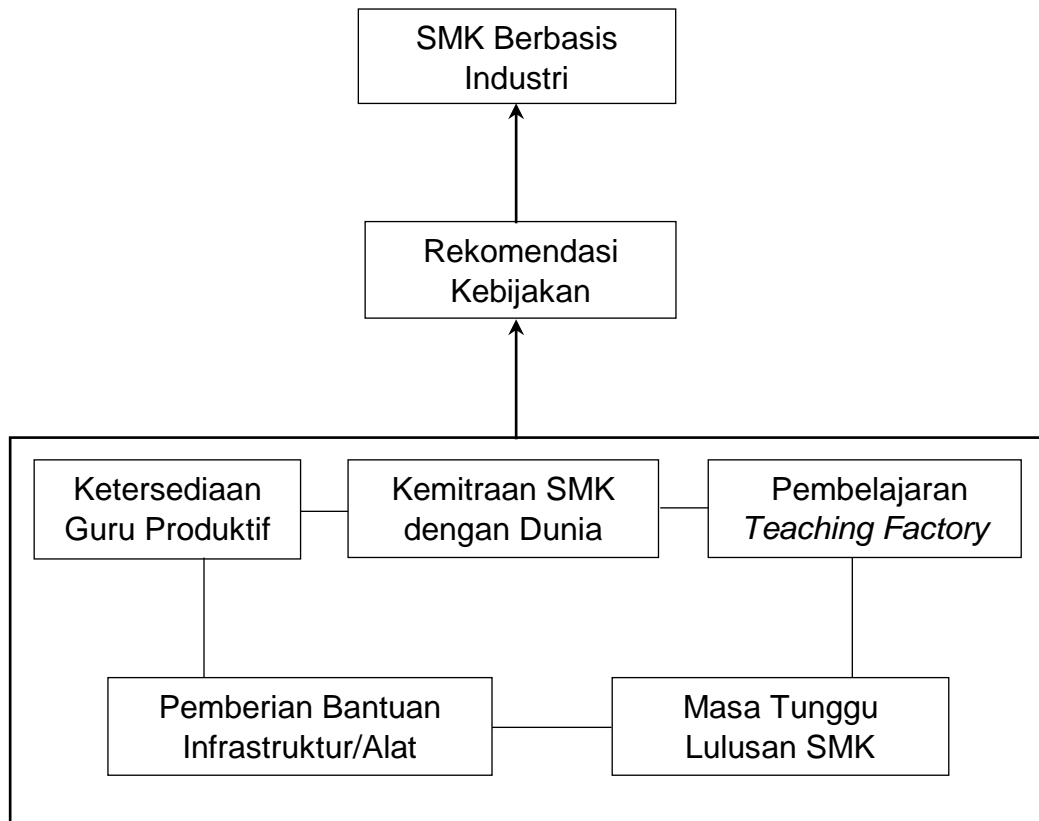 SMK Berbasis
Industri
Rekomendasi
Kebijakan
Ketersediaan
Guru Produktif
Kemitraan SMK
dengan Dunia
Pembelajaran
Teaching Factory
Pemberian Bantuan
Infrastruktur/Alat
Masa Tunggu
Lulusan SMK